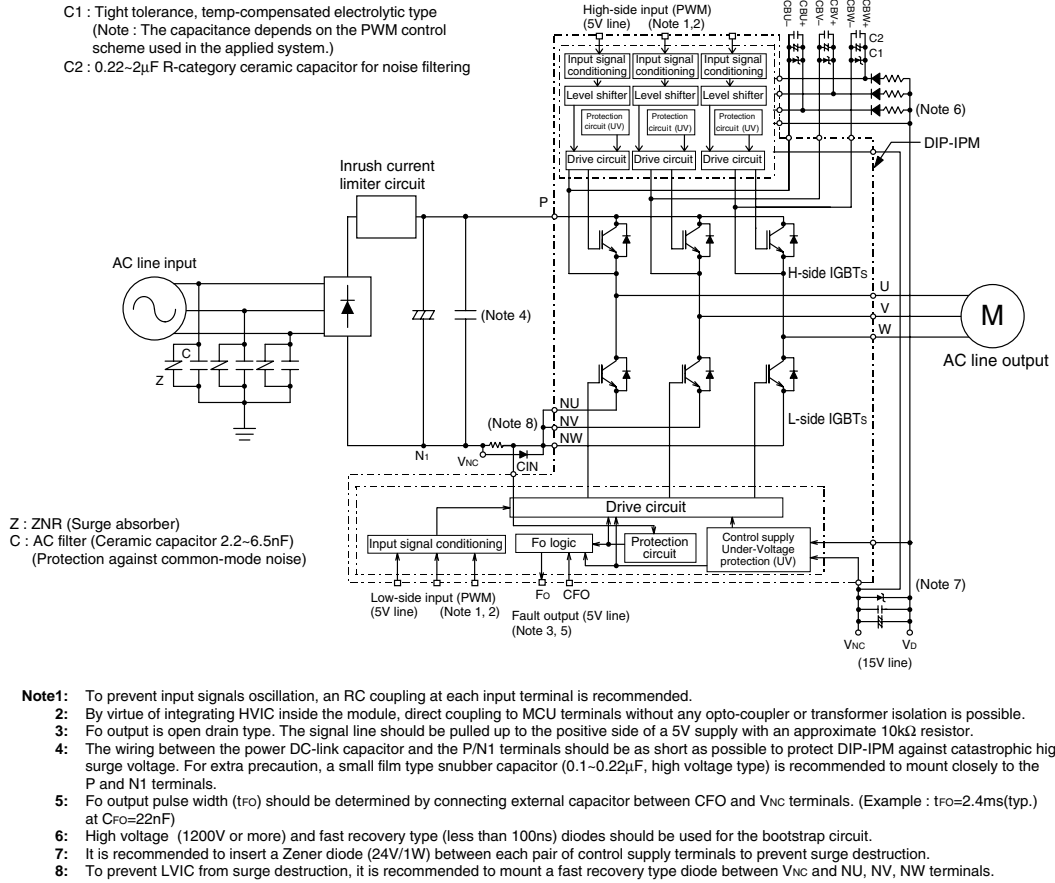 C1 : Tight tolerance, temp-compensated electrolytic type
(Note : The capacitance depends on the PWM control
scheme used in the applied system.)
C2 : 0.22~2μF R-category ceramic capacitor for noise filtering
High-side input (PWM)
(5V line) (Note 1,2)
CBU–
CBU+
CBV–
CBV+
CBW–
CBW+
C2
C1
Input signal conditioning
Input signal conditioning
Input signal conditioning
Level shifter
Level shifter
Level shifter
Protection circuit (UV)
Protection circuit (UV)
Protection circuit (UV)
Drive circuit
Drive circuit
Drive circuit
(Note 6)
DIP-IPM
Inrush current
limiter circuit
P
AC line input
H-side IGBTs
U
V
W
M
AC line output
(Note 4)
C
Z
NU
(Note 8)
NV
NW
L-side IGBTs
N1
VNC
CIN
Drive circuit
Z : ZNR (Surge absorber)
C : AC filter (Ceramic capacitor 2.2~6.5nF)
(Protection against common-mode noise)
Input signal conditioning
Fo logic
Protection
circuit
Control supply
Under-Voltage
protection (UV)
Low-side input (PWM)
(5V line) (Note 1, 2)
FO CFO
Fault output (5V line)
(Note 3, 5)
(Note 7)
VNC
VD
(15V line)
Note1: To prevent input signals oscillation, an RC coupling at each input terminal is recommended.
2: By virtue of integrating HVIC inside the module, direct coupling to MCU terminals without any opto-coupler or transformer isolation is possible.
3: Fo output is open drain type. The signal line should be pulled up to the positive side of a 5V supply with an approximate 10kΩ resistor.
4: The wiring between the power DC-link capacitor and the P/N1 terminals should be as short as possible to protect DIP-IPM against catastrophic hig
surge voltage. For extra precaution, a small film type snubber capacitor (0.1~0.22μF, high voltage type) is recommended to mount closely to the
P and N1 terminals.
5: Fo output pulse width (tFO) should be determined by connecting external capacitor between CFO and VNC terminals. (Example : tFO=2.4ms(typ.)
at CFO=22nF)
6: High voltage (1200V or more) and fast recovery type (less than 100ns) diodes should be used for the bootstrap circuit.
7: It is recommended to insert a Zener diode (24V/1W) between each pair of control supply terminals to prevent surge destruction.
8: To prevent LVIC from surge destruction, it is recommended to mount a fast recovery type diode between VNC and NU, NV, NW terminals.